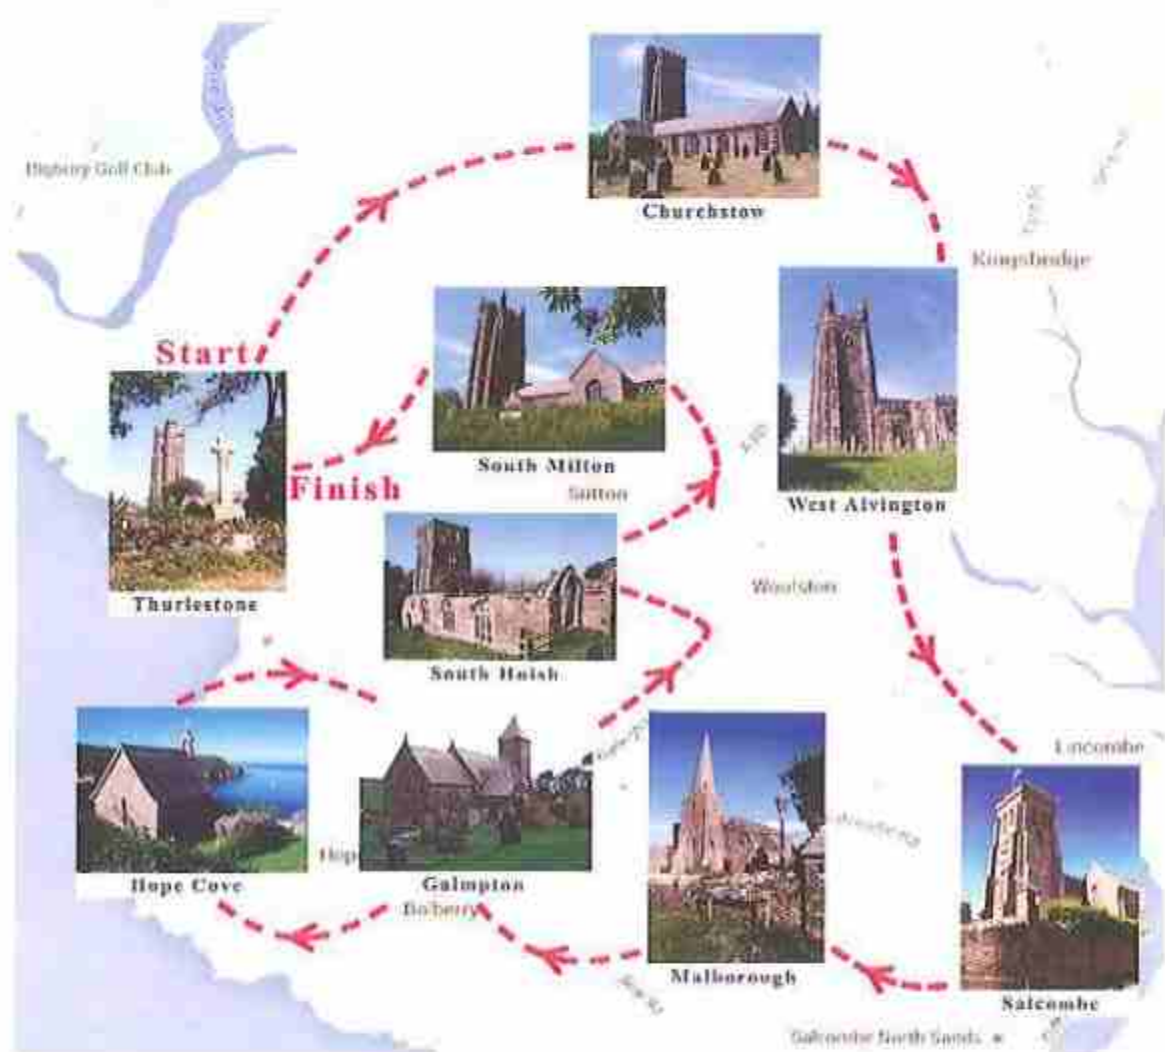 Churchstow
Start
South Milton
Sutton
Finish
West Alvington
Thurlestone
Woolston
South Huish
Lincombe
Hope Cove
Hop
Galmpton
Bolberry
Malborough
Salcombe
Salcombe North Sands
Bigbury Golf Club
Kingsbridge